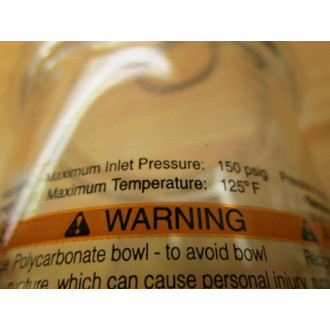 Maximum Inlet Pressure: 150 psig
Maximum Temperature: 125°F
WARNING
Polycarbonate bowl - to avoid bowl
rupture, which can cause personal injury